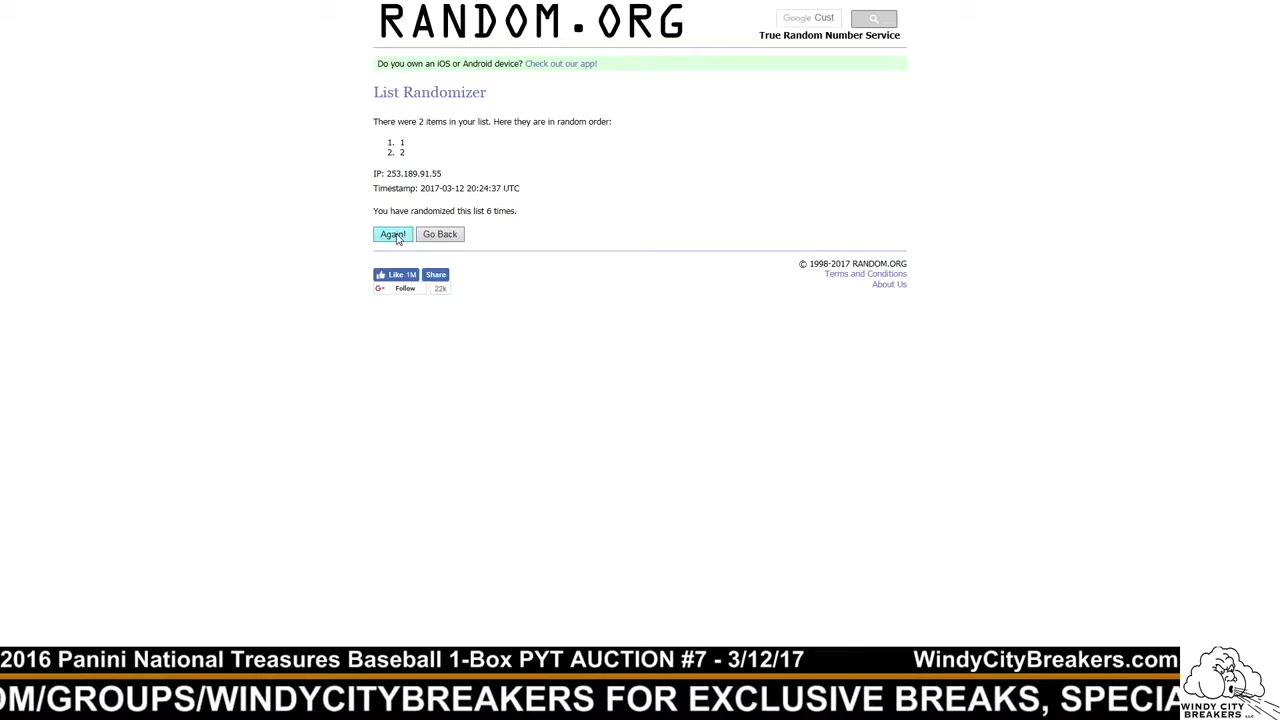 RANDOM.ORG
Google Cust
True Random Number Service
Do you own an iOS or Android device? Check out our app!
List Randomizer
There were 2 items in your list. Here they are in random order:
1. 1
2. 2
IP: 253.189.91.55
Timestamp: 2017-03-12 20:24:37 UTC
You have randomized this list 6 times.
Again! Go Back
© 1998-2017 RANDOM.ORG
Terms and Conditions
About Us
Like 1M Share
G+ Follow 22k
2016 Panini National Treasures Baseball 1-Box PYT AUCTION #7 - 3/12/17 WindyCityBreakers.com
OM/GROUPS/WINDYCITYBREAKERS FOR EXCLUSIVE BREAKS, SPECIA
WINDY CITY
BREAKERS LLC